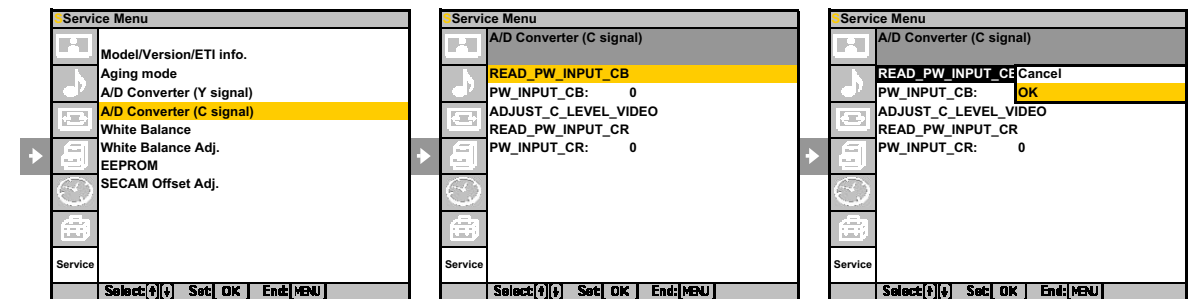 Service Menu
Model/Version/ETI info.
Aging mode
A/D Converter (Y signal)
A/D Converter (C signal)
White Balance
White Balance Adj.
EEPROM
SECAM Offset Adj.
Service
Select:[↑][↓] Set: OK End: MENU
Service Menu
A/D Converter (C signal)
READ_PW_INPUT_CB
PW_INPUT_CB: 0
ADJUST_C_LEVEL_VIDEO
READ_PW_INPUT_CR
PW_INPUT_CR: 0
Service
Select:[↑][↓] Set: OK End: MENU
Service Menu
A/D Converter (C signal)
READ_PW_INPUT_CB Cancel
PW_INPUT_CB: OK
ADJUST_C_LEVEL_VIDEO
READ_PW_INPUT_CR
PW_INPUT_CR: 0
Service
Select:[↑][↓] Set: OK End: MENU